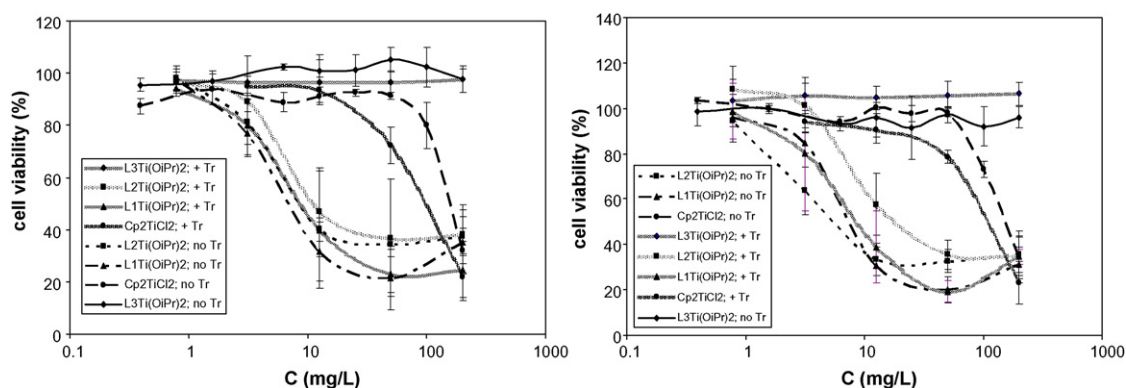 120
100
80
60
40
20
0
cell viability (%)
L3Ti(OiPr)2; + Tr
L2Ti(OiPr)2; + Tr
L1Ti(OiPr)2; + Tr
Cp2TiCl2; + Tr
L2Ti(OiPr)2; no Tr
L1Ti(OiPr)2; no Tr
Cp2TiCl2; no Tr
L3Ti(OiPr)2; no Tr
0.1 1 10 100 1000
C (mg/L)
140
120
100
80
60
40
20
0
cell viability (%)
L2Ti(OiPr)2; no Tr
L1Ti(OiPr)2; no Tr
Cp2TiCl2; no Tr
L3Ti(OiPr)2; + Tr
L2Ti(OiPr)2; + Tr
L1Ti(OiPr)2; + Tr
Cp2TiCl2; + Tr
L3Ti(OiPr)2; no Tr
0.1 1 10 100 1000
C (mg/L)